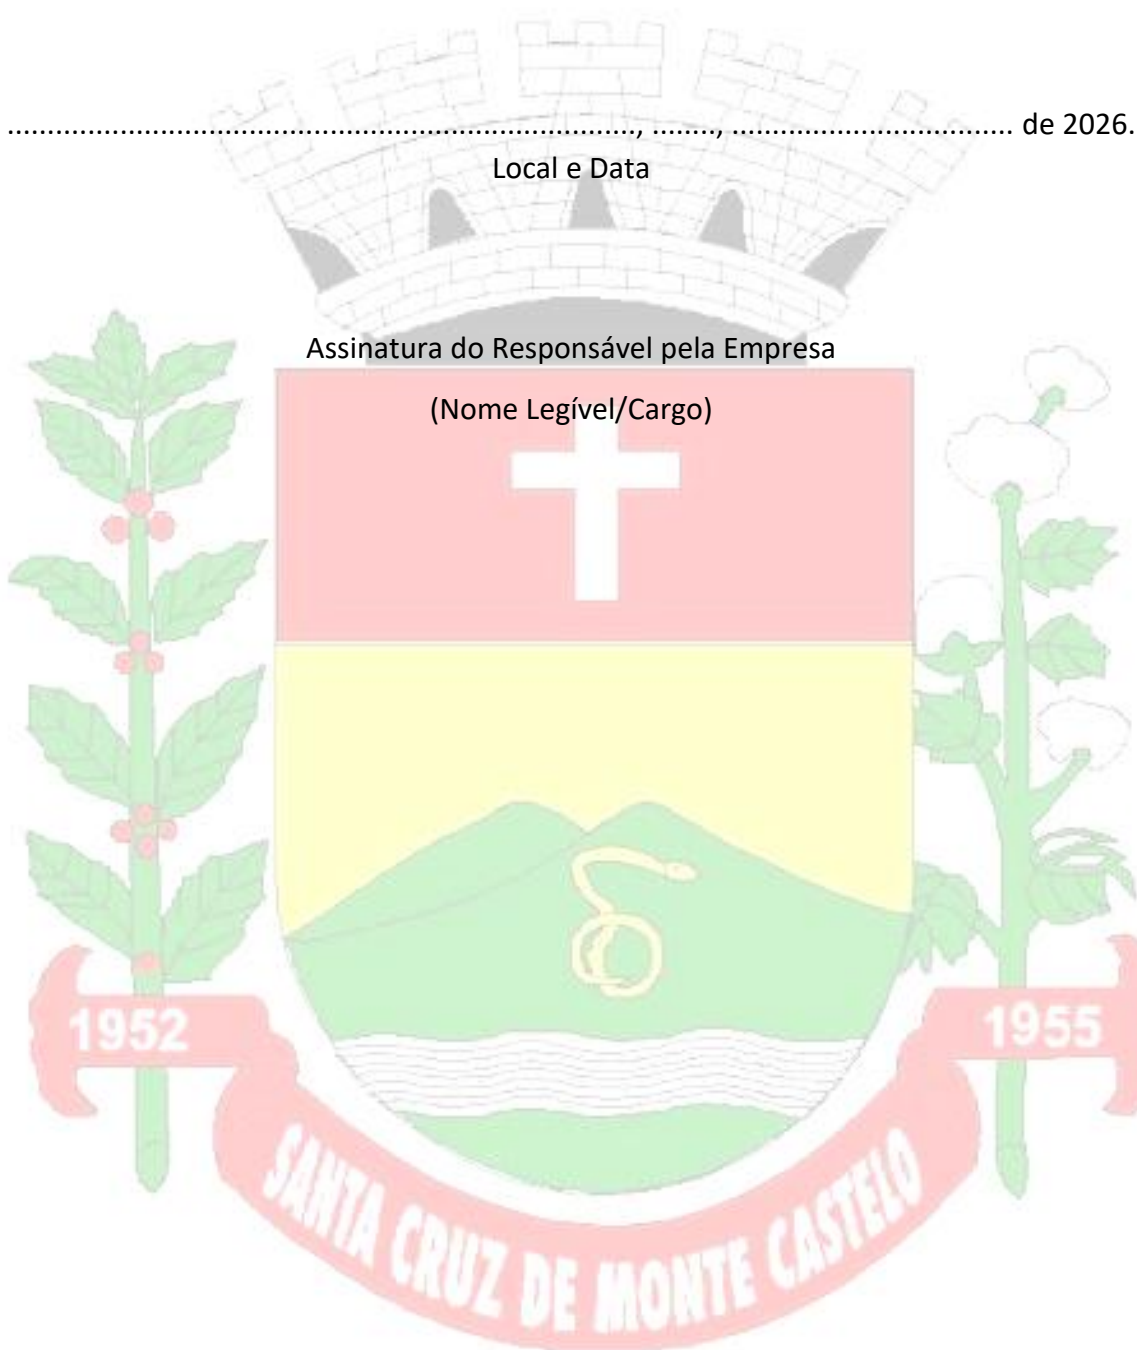 ................................................................................, ........, .................................... de 2026.
Local e Data
Assinatura do Responsável pela Empresa
(Nome Legível/Cargo)
1952
1955
SANTA CRUZ DE MONTE CASTELO